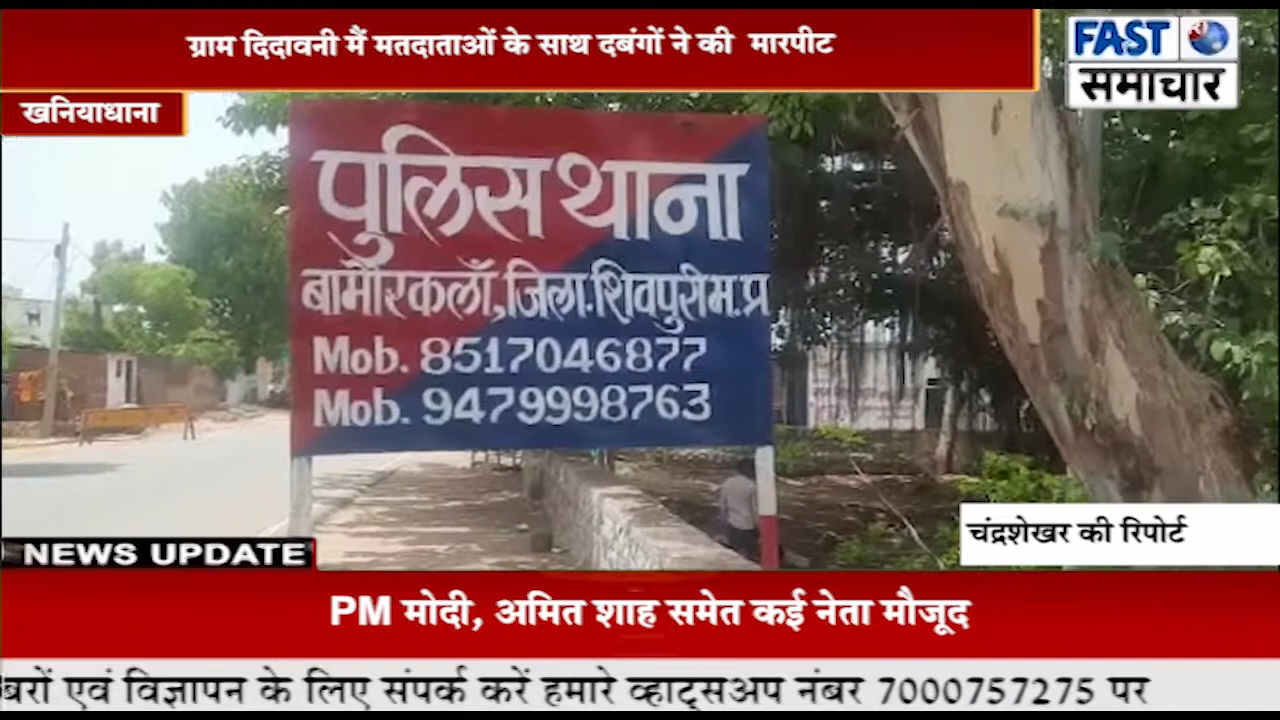 ग्राम दिदावनी मैं मतदाताओं के साथ दबंगों ने की मारपीट
FAST
समाचार
खनियाधाना
पुलिस थाना
बामौरकलाँ,जिला.शिवपुरीम.प्र
Mob. 8517046877
Mob. 9479998763
चंद्रशेखर की रिपोर्ट
NEWS UPDATE
PM मोदी, अमित शाह समेत कई नेता मौजूद
बरों एवं विज्ञापन के लिए संपर्क करें हमारे व्हाट्सअप नंबर 7000757275 पर